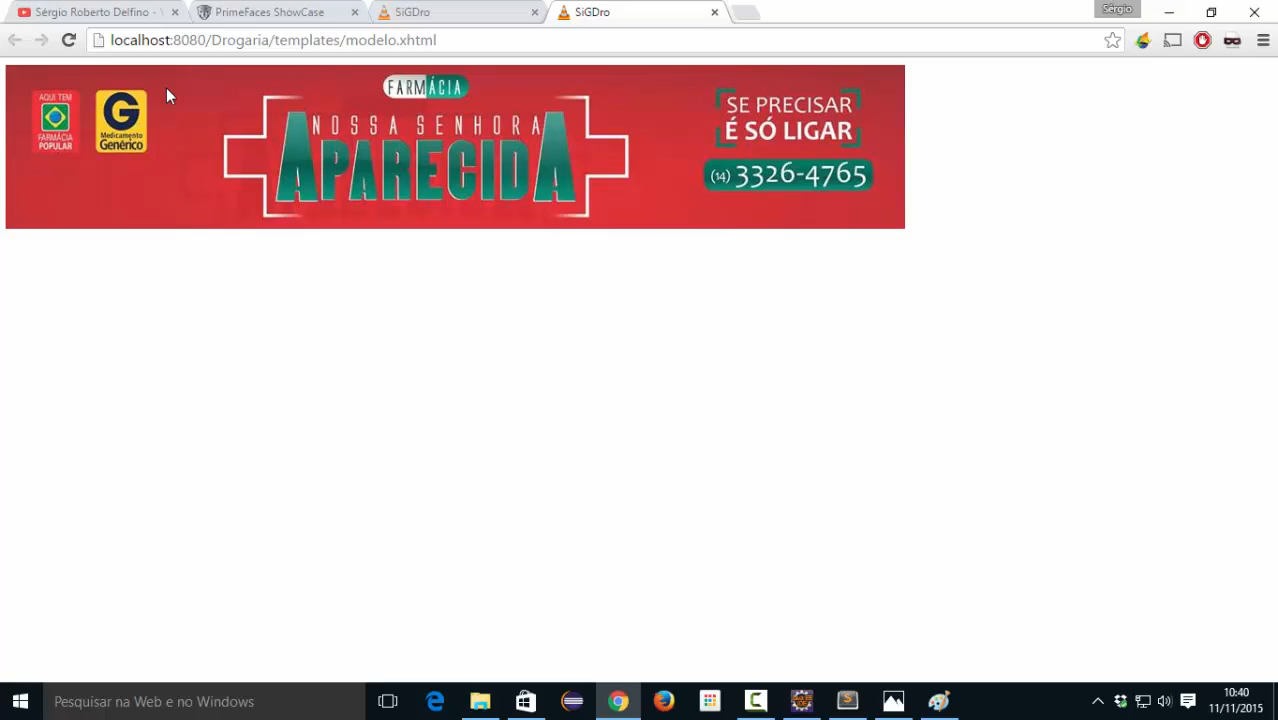 Sérgio Roberto Delfino - Y
PrimeFaces ShowCase
SiGDro
SiGDro
Sérgio
localhost:8080/Drogaria/templates/modelo.xhtml
AQUI TEM
FARMÁCIA
POPULAR
G
Medicamento
Genérico
FARMÁCIA
NOSSA SENHORA
APARECIDA
SE PRECISAR
É SÓ LIGAR
(14) 3326-4765
Pesquisar na Web e no Windows
10:40
11/11/2015